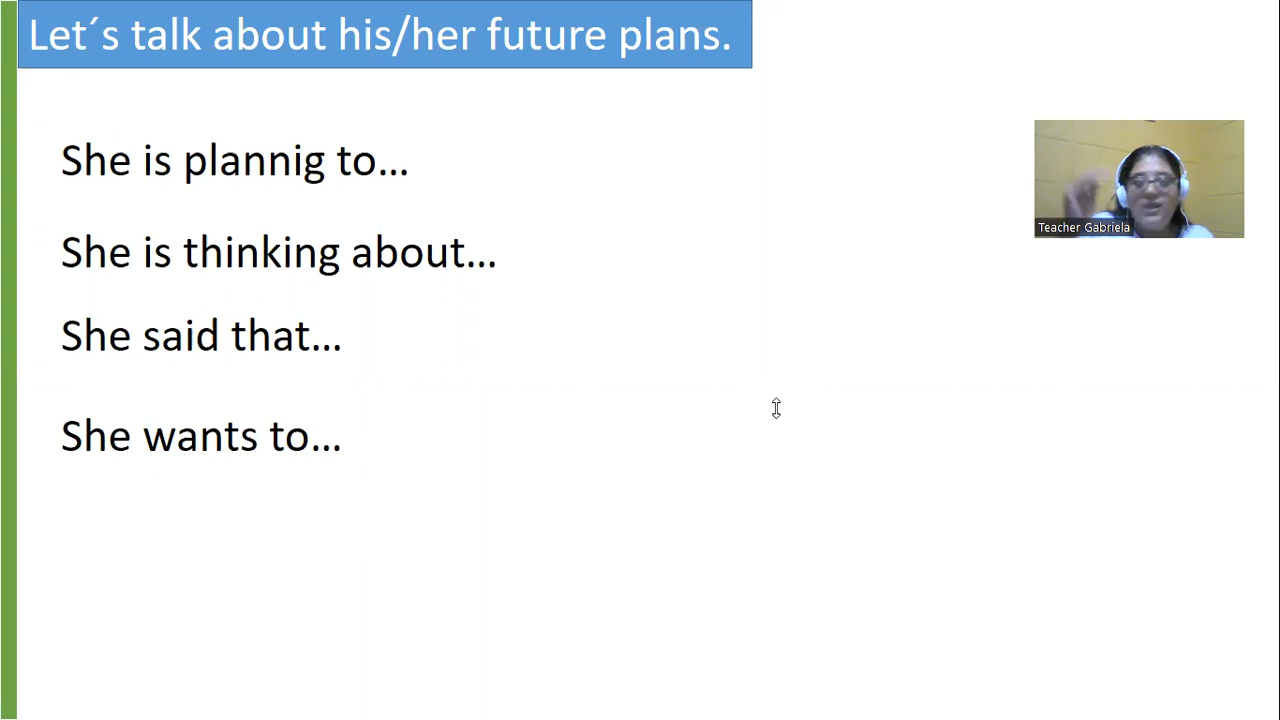 Let´s talk about his/her future plans.
She is plannig to...
She is thinking about...
She said that...
She wants to...
Teacher Gabriela